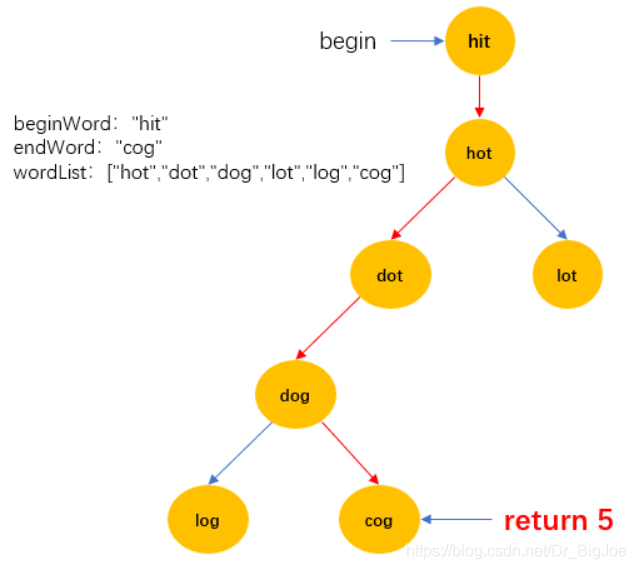 begin
hit
beginWord: "hit"
endWord: "cog"
wordList: ["hot","dot","dog","lot","log","cog"]
hot
dot
lot
dog
log
cog
return 5
https://blog.csdn.net/Dr_BigJoe